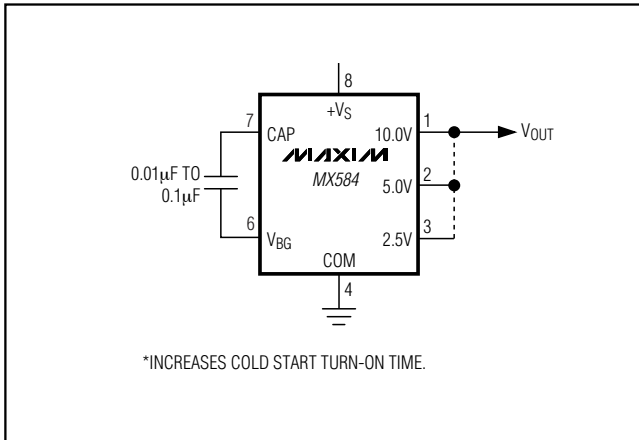 8
+VS
7 CAP 10.0V 1 VOUT
MAXIM
0.01μF TO
0.1μF
MX584
5.0V 2
6 VBG 2.5V 3
COM
4
*INCREASES COLD START TURN-ON TIME.